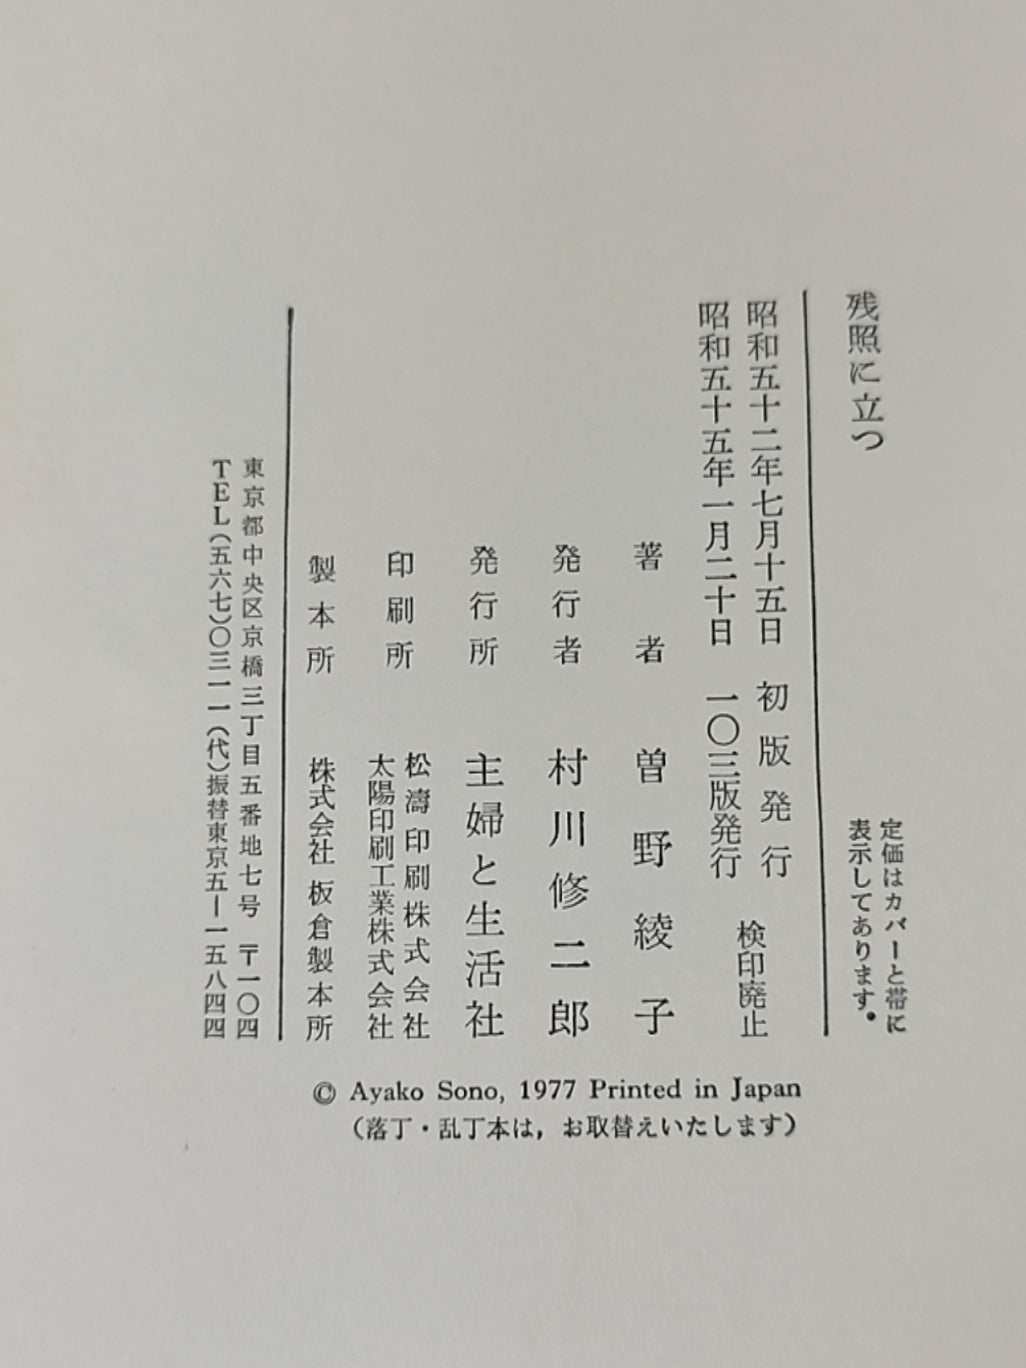 残照に立つ
定価はカバーと帯に
表示してあります。
昭和五十二年七月十五日 初版発行
昭和五十五年一月二十日 一〇三版発行
検印廃止
著者 曽野綾子
発行者 村川修二郎
発行所 主婦と生活社
印刷所 松濤印刷株式会社
太陽印刷工業株式会社
製本所 株式会社板倉製本所
東京都中央区京橋三丁目五番地七号 〒一〇四
TEL(五六七)〇三一一(代)振替東京五―一五八四四
© Ayako Sono, 1977 Printed in Japan
(落丁・乱丁本は,お取替えいたします)